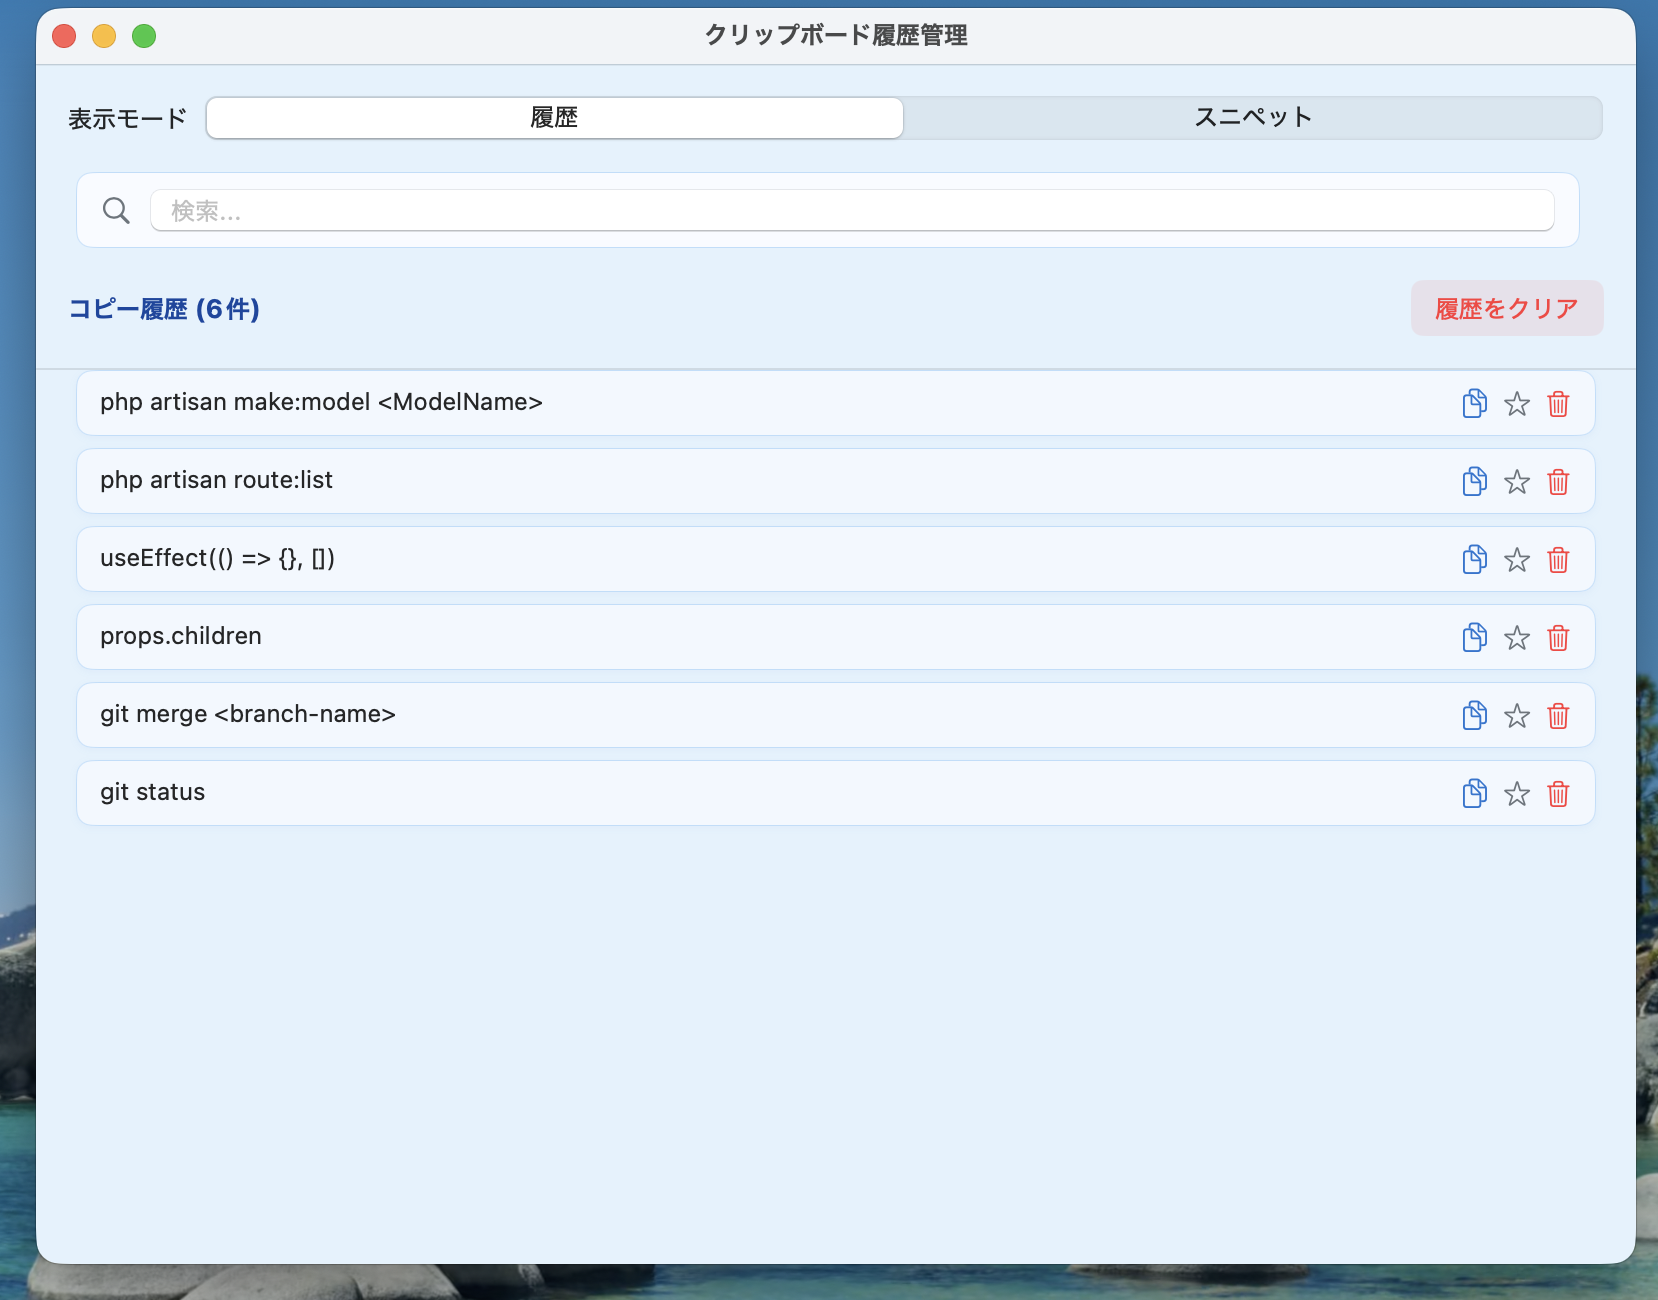 クリップボード履歴管理
表示モード
履歴
スニペット
検索...
コピー履歴 (6件)
履歴をクリア
php artisan make:model <ModelName>
php artisan route:list
useEffect(() => {}, [])
props.children
git merge <branch-name>
git status